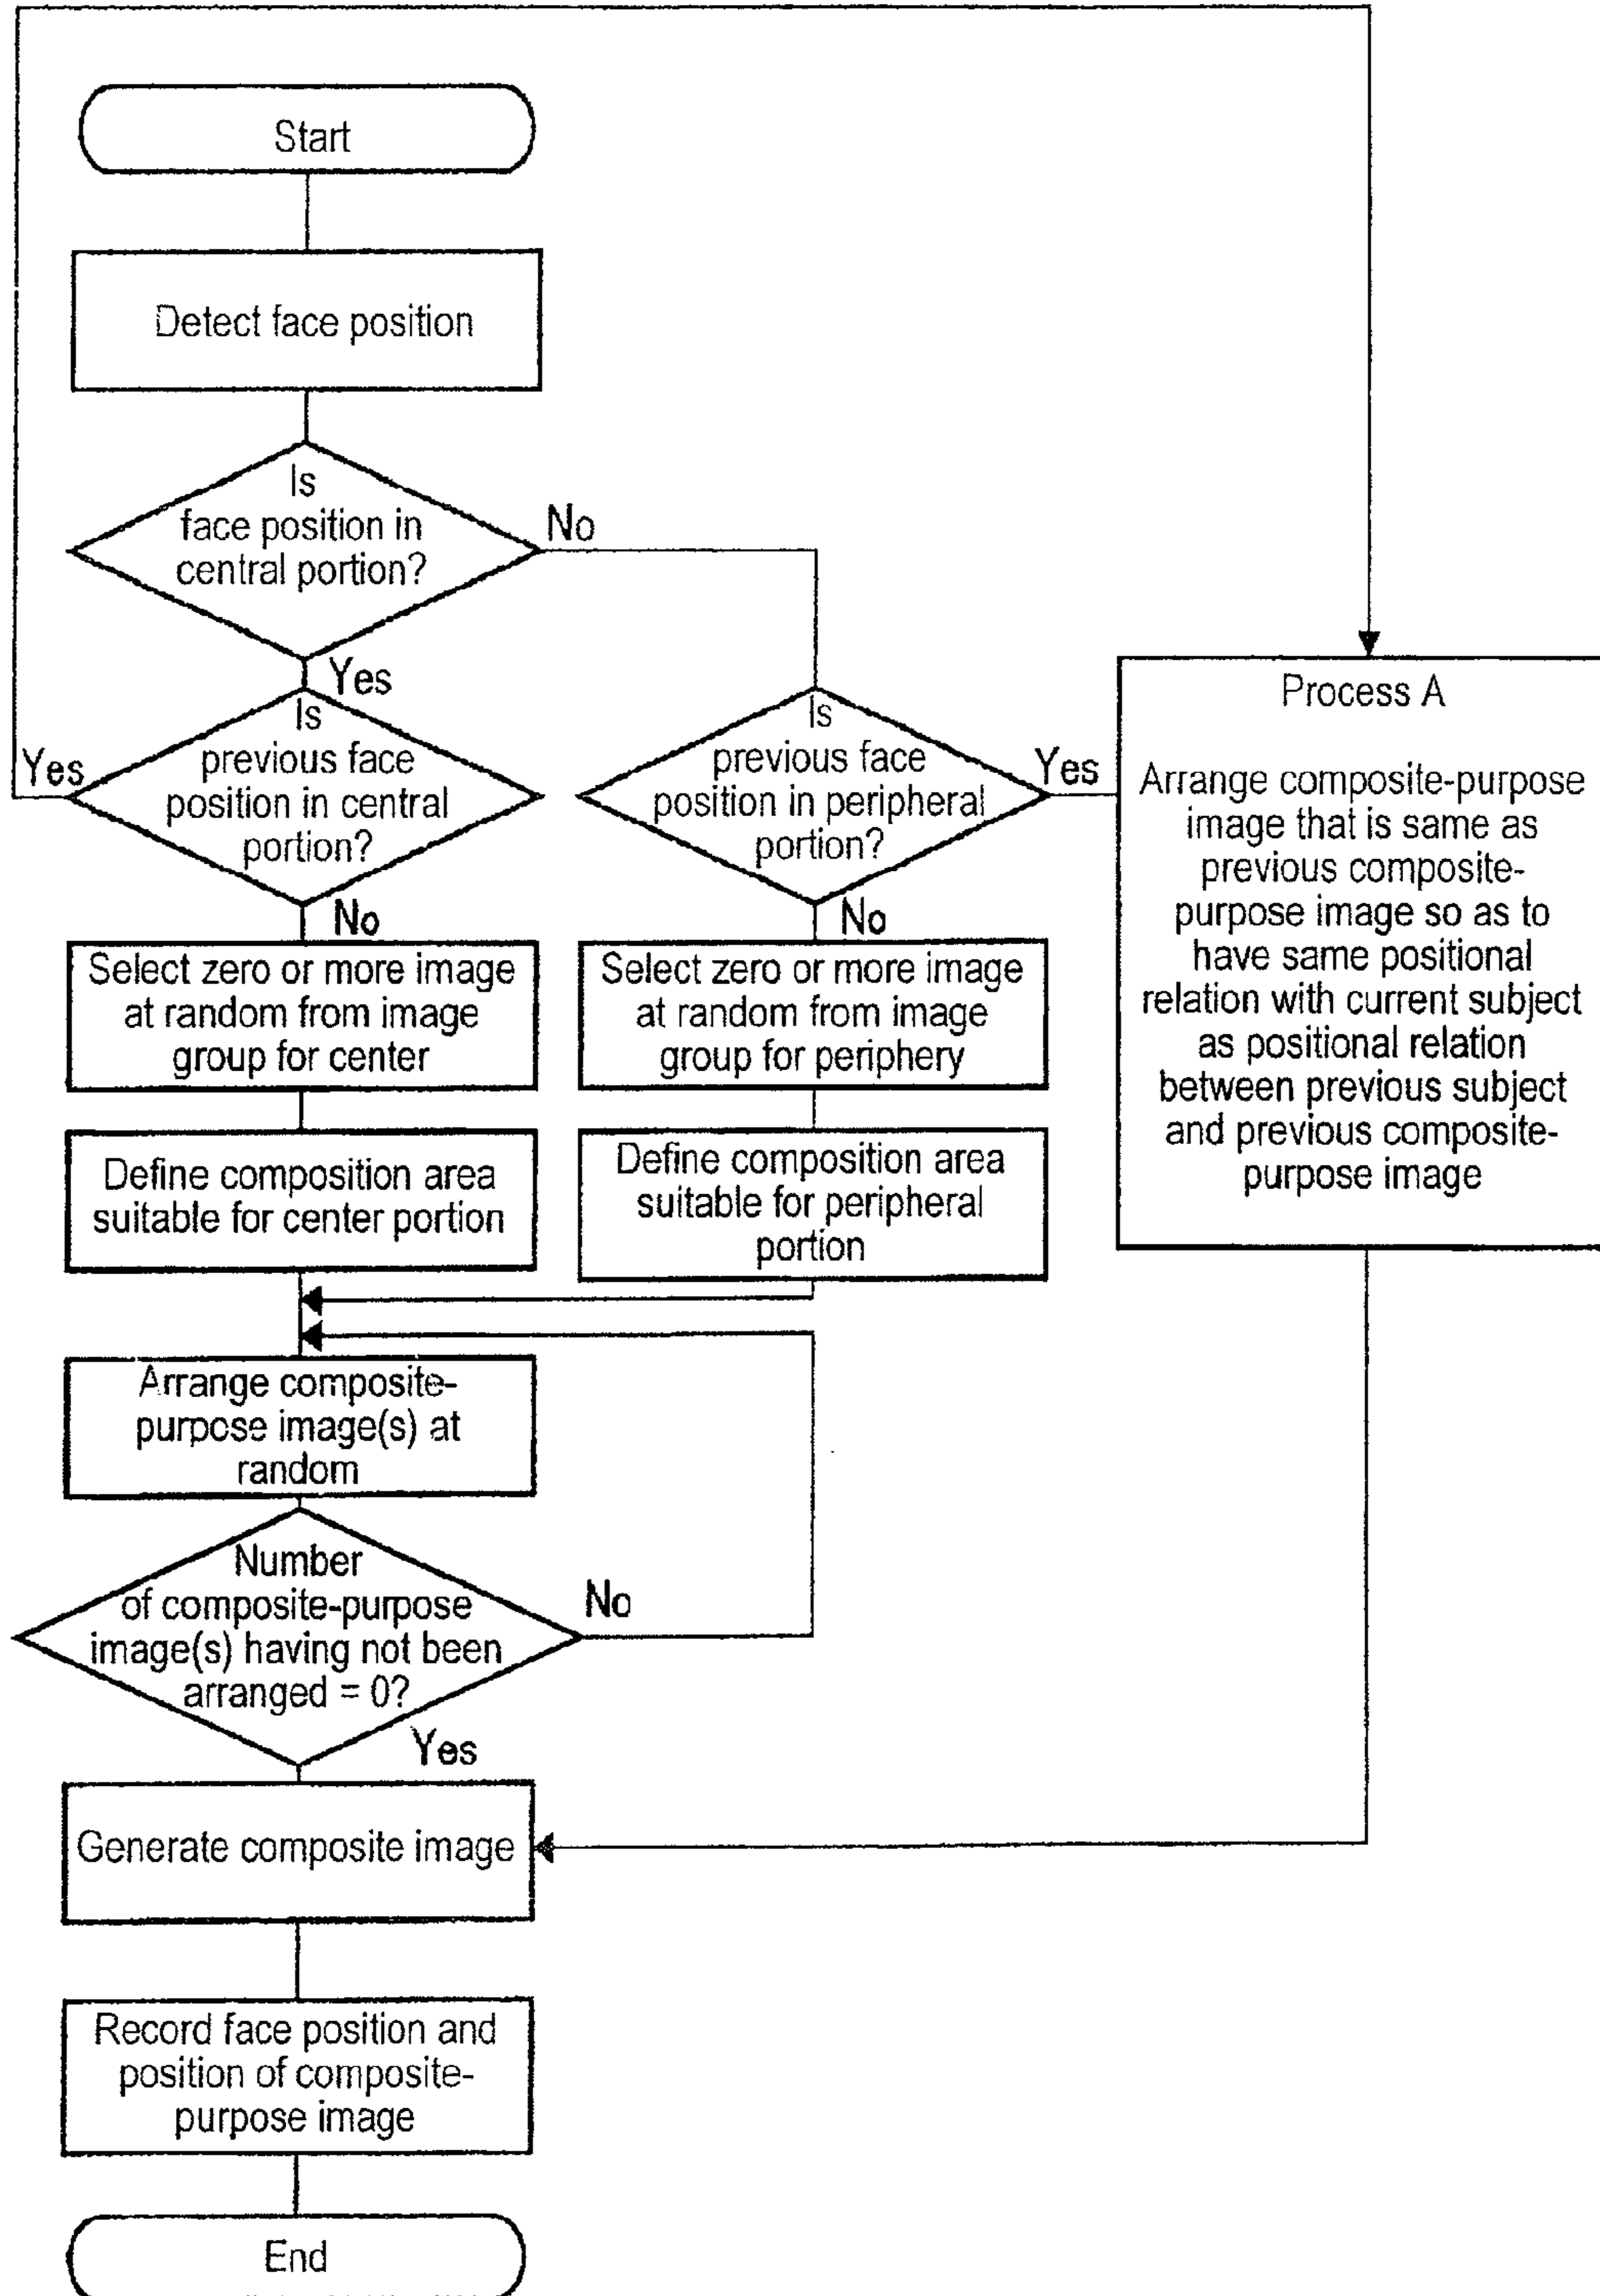 Start
Detect face position
Is
face position in
central portion?
No
Yes
Is
previous face
position in central
portion?
Yes
No
Is
previous face
position in peripheral
portion?
Yes
No
Process A
Arrange composite-purpose
image that is same as
previous composite-
purpose image so as to
have same positional
relation with current subject
as positional relation
between previous subject
and previous composite-
purpose image
Select zero or more image
at random from image
group for center
Select zero or more image
at random from image
group for periphery
Define composition area
suitable for center portion
Define composition area
suitable for peripheral
portion
Arrange composite-
purpose image(s) at
random
Number
of composite-purpose
image(s) having not been
arranged = 0?
No
Yes
Generate composite image
Record face position and
position of composite-
purpose image
End